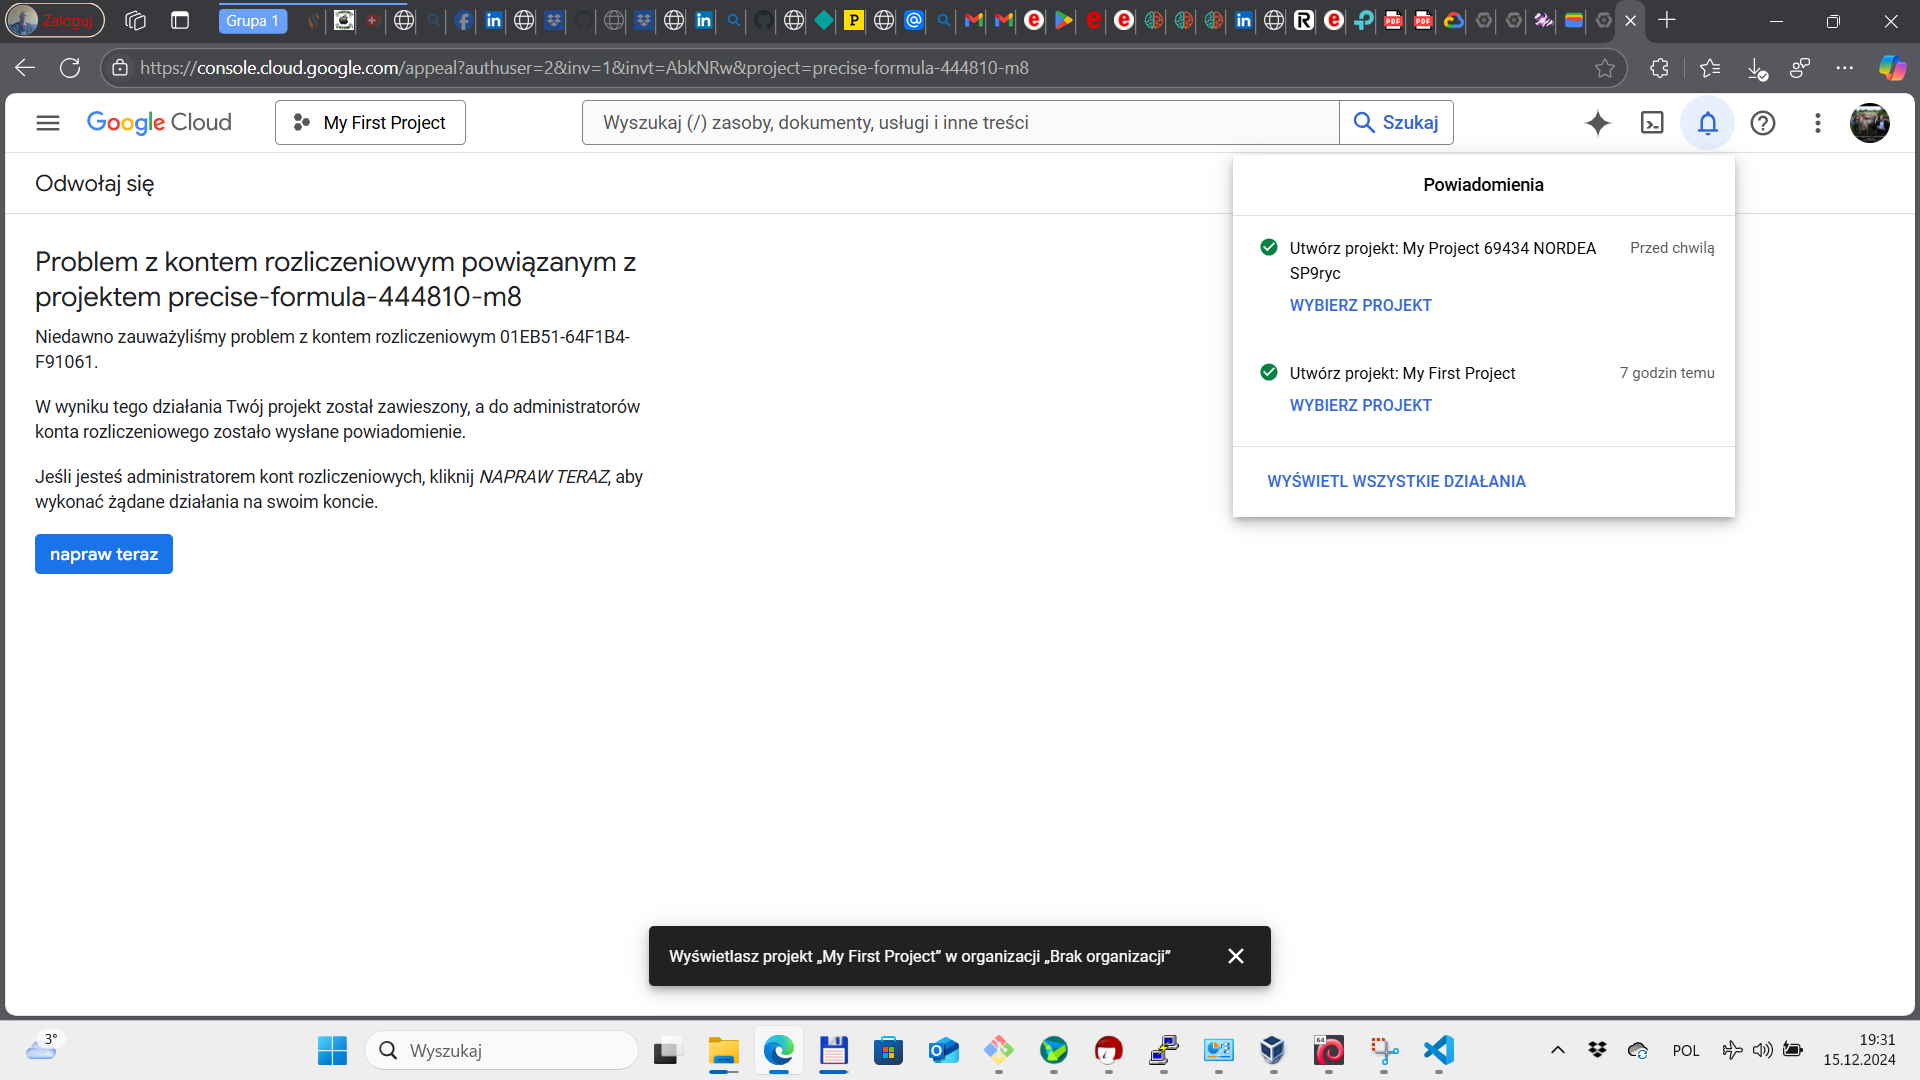 Zaloguj
Grupa 1
https://console.cloud.google.com/appeal?authuser=2&inv=1&invt=AbkNRw&project=precise-formula-444810-m8
Google Cloud
My First Project
Wyszukaj (/) zasoby, dokumenty, usługi i inne treści
Szukaj
Odwołaj się
Problem z kontem rozliczeniowym powiązanym z
projektem precise-formula-444810-m8
Niedawno zauważyliśmy problem z kontem rozliczeniowym 01EB51-64F1B4-
F91061.
W wyniku tego działania Twój projekt został zawieszony, a do administratorów
konta rozliczeniowego zostało wysłane powiadomienie.
Jeśli jesteś administratorem kont rozliczeniowych, kliknij NAPRAW TERAZ, aby
wykonać żądane działania na swoim koncie.
napraw teraz
Powiadomienia
Utwórz projekt: My Project 69434 NORDEA
SP9ryc
Przed chwilą
WYBIERZ PROJEKT
Utwórz projekt: My First Project
7 godzin temu
WYBIERZ PROJEKT
WYŚWIETL WSZYSTKIE DZIAŁANIA
Wyświetlasz projekt „My First Project” w organizacji „Brak organizacji”
3°
Wyszukaj
POL
19:31
15.12.2024